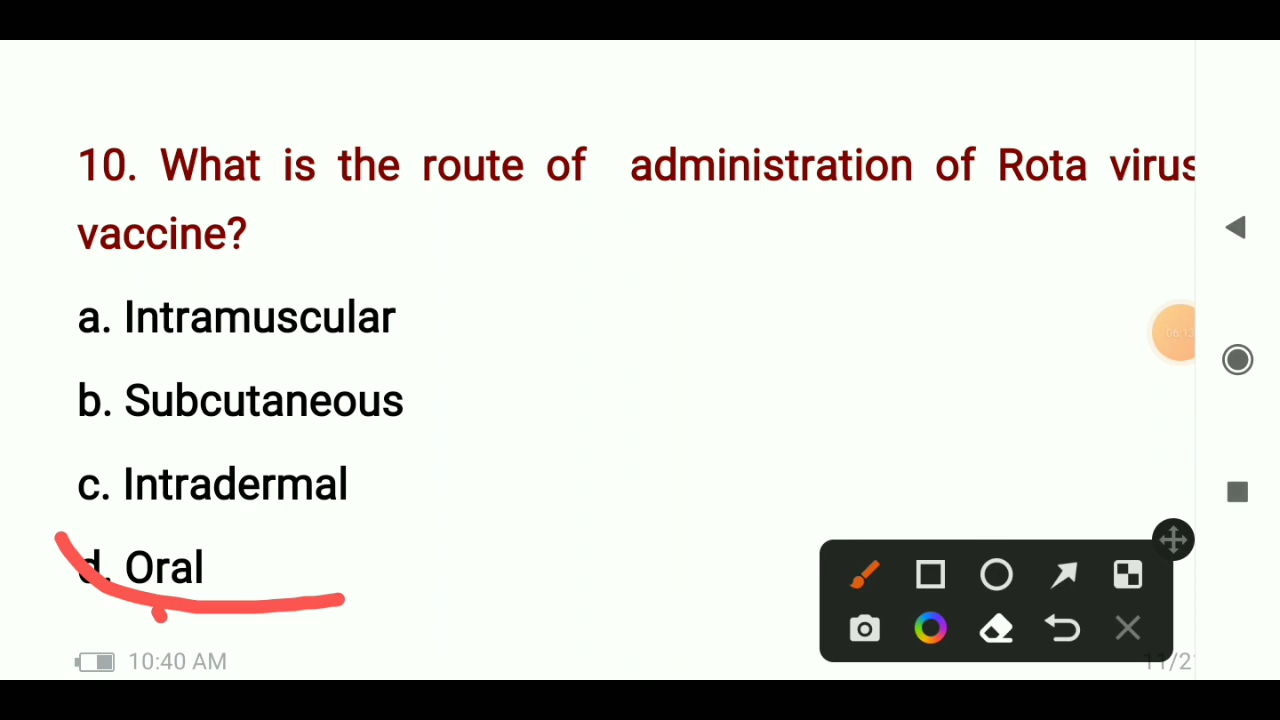 10. What is the route of administration of Rota virus
vaccine?
a. Intramuscular
b. Subcutaneous
c. Intradermal
d. Oral
10:40 AM